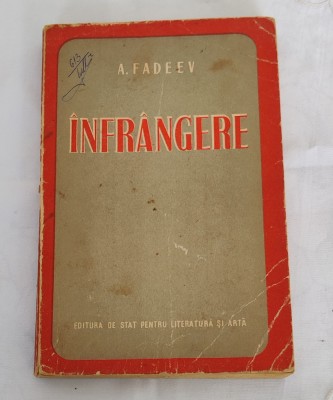 A. FADEEV
ÎNFRÂNGERE
EDITURA DE STAT PENTRU LITERATURĂ ȘI ARTĂ